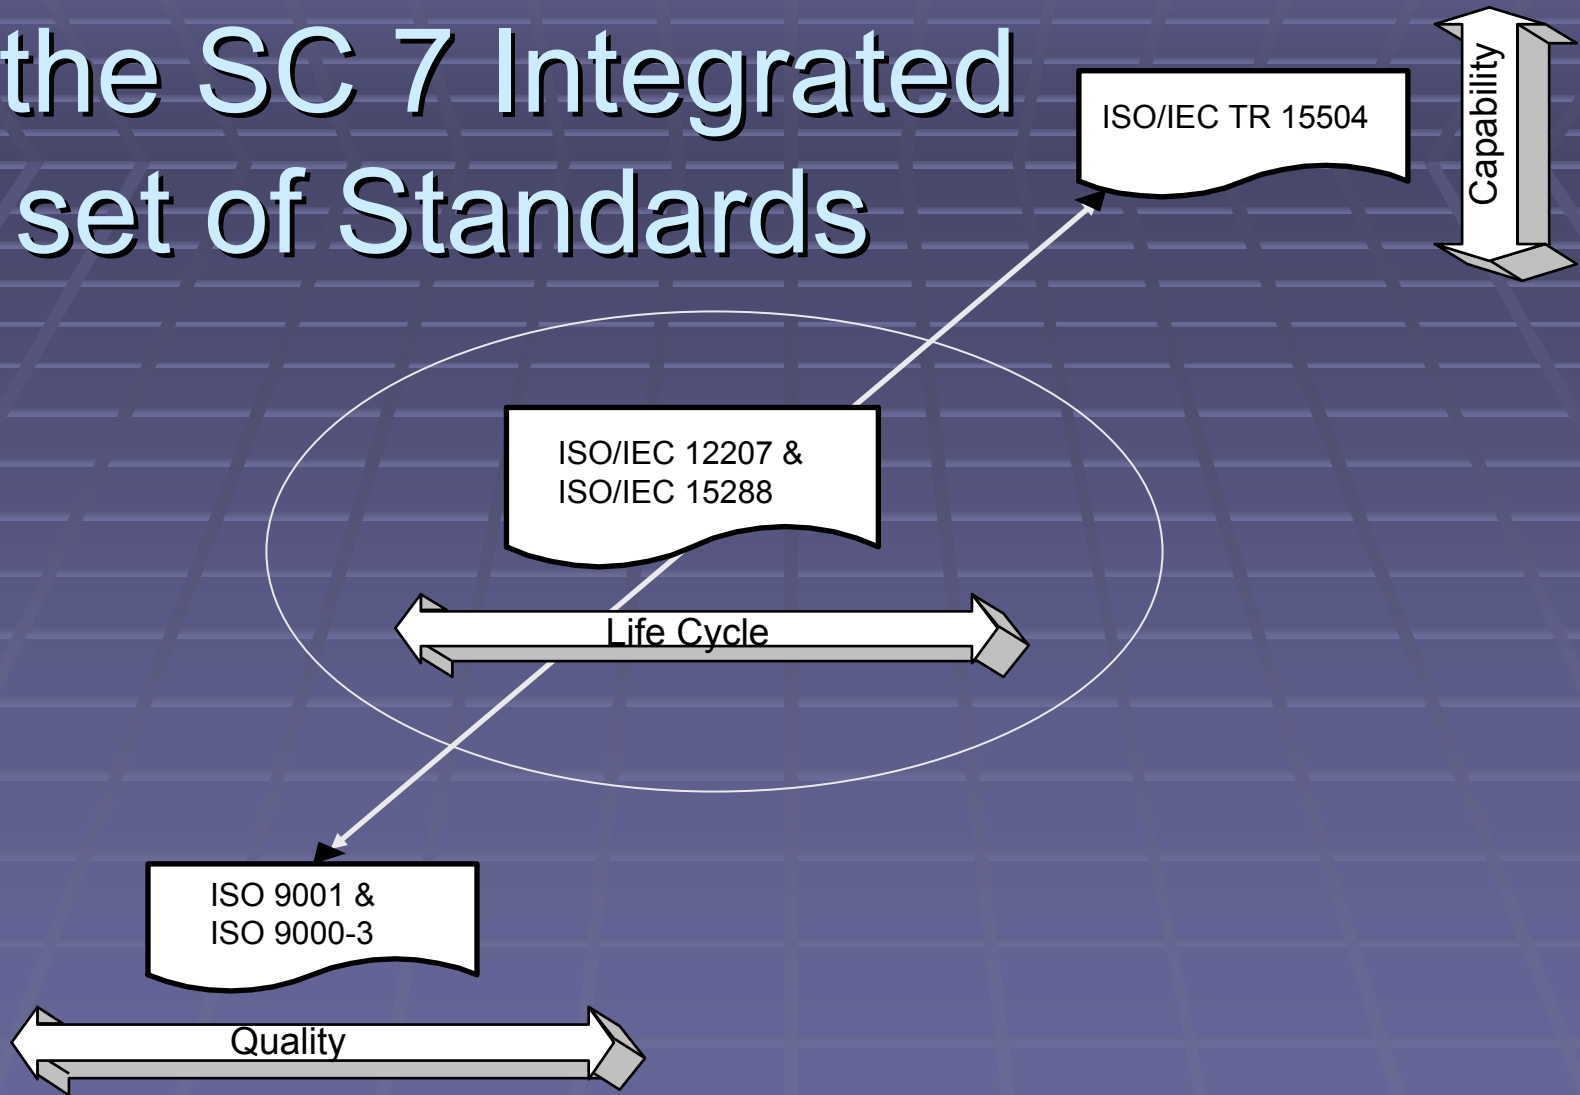 the SC 7 Integrated
set of Standards
ISO/IEC TR 15504
Capability
ISO/IEC 12207 &
ISO/IEC 15288
Life Cycle
ISO 9001 &
ISO 9000-3
Quality